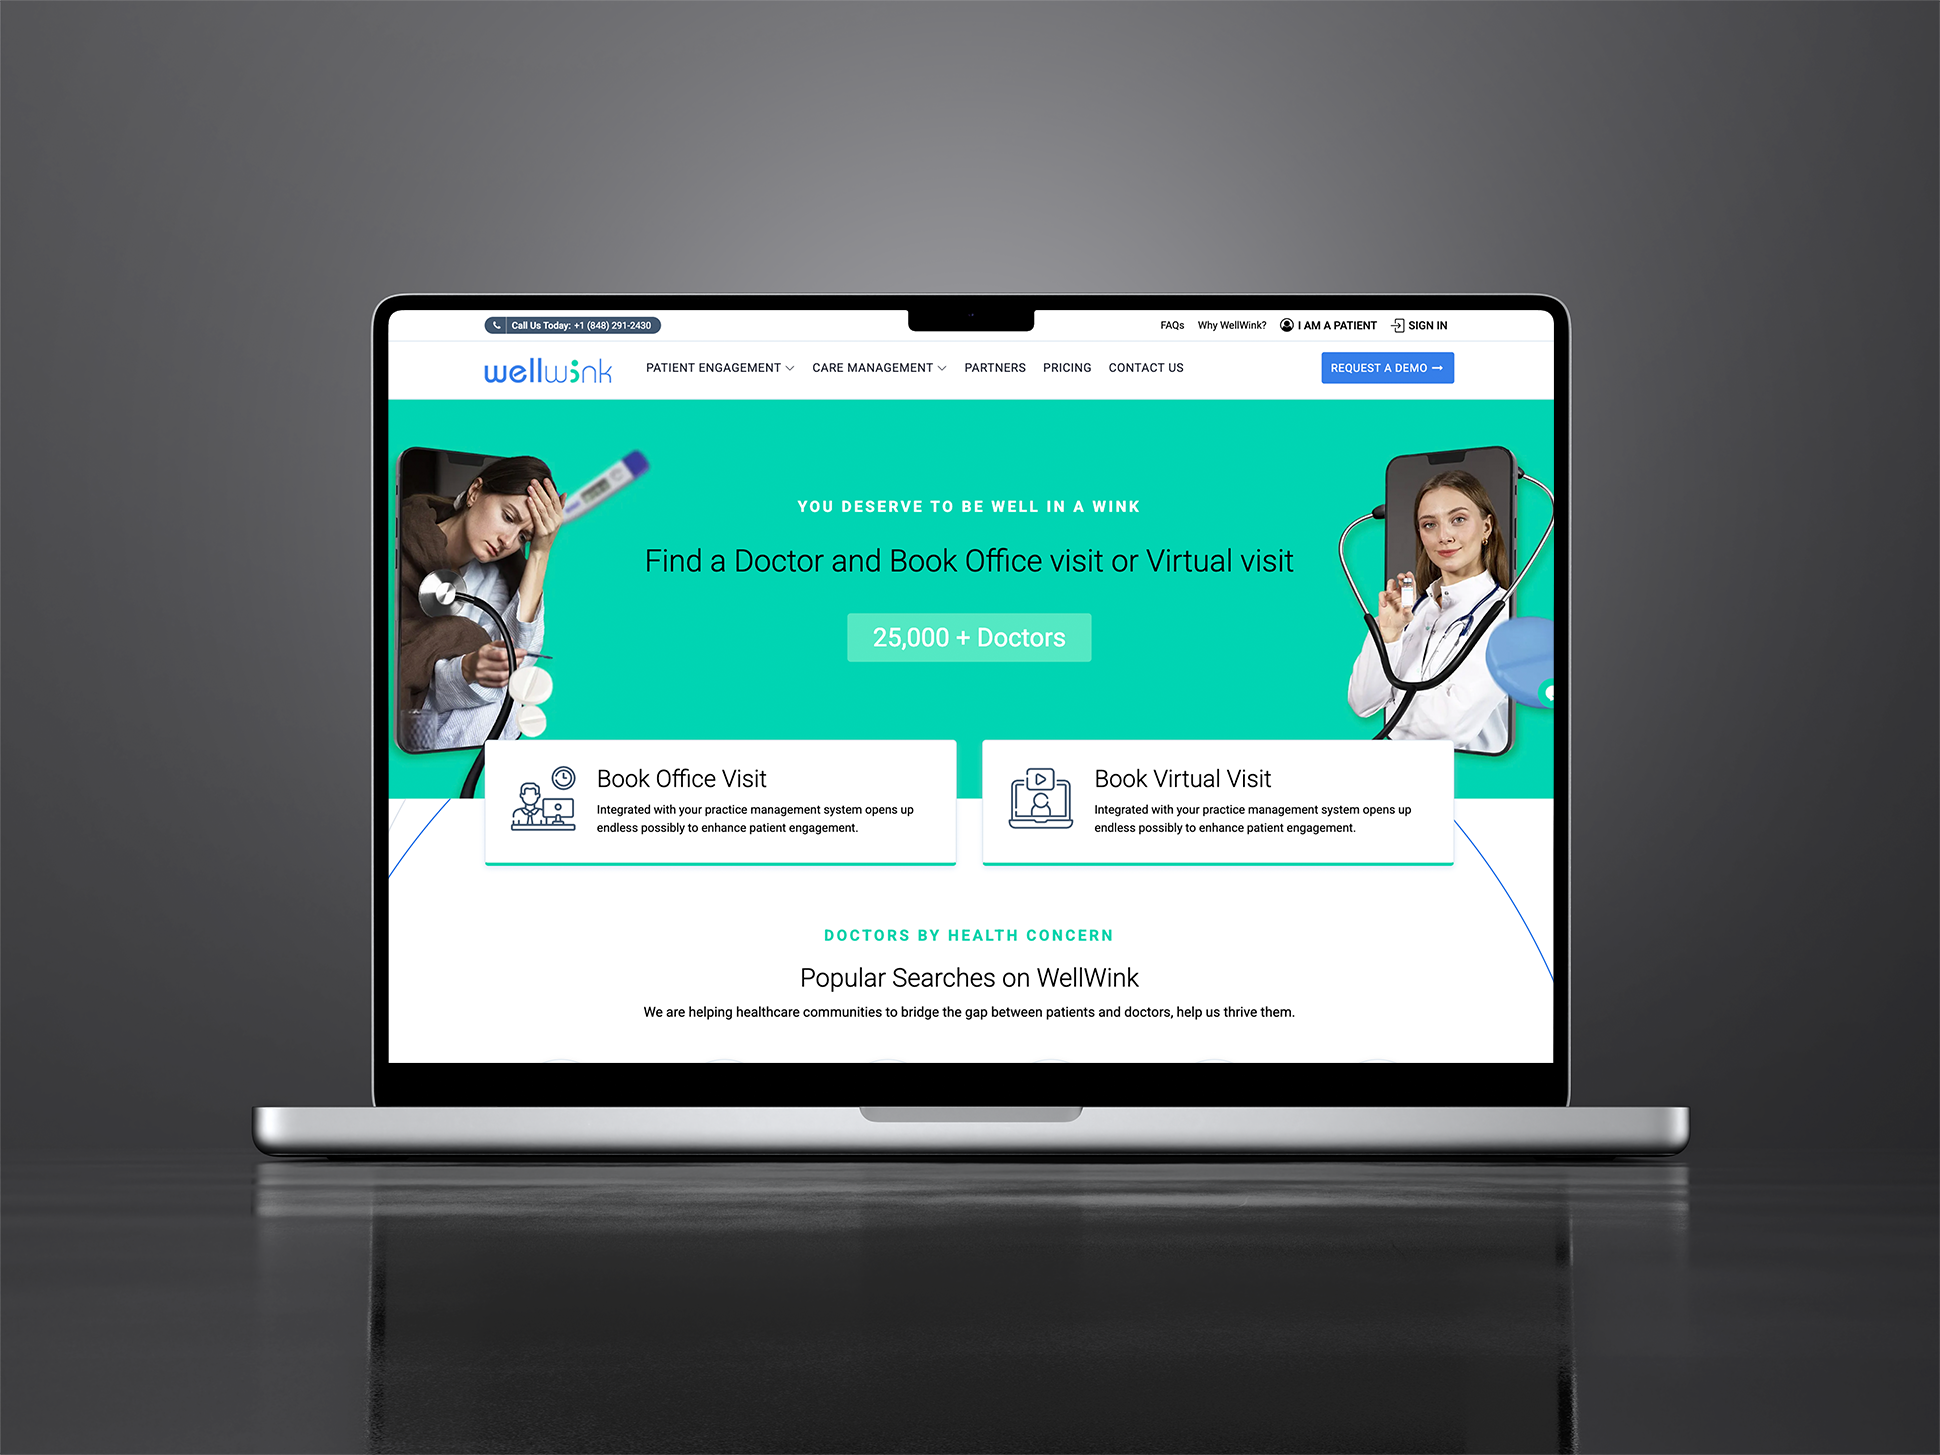 Call Us Today: +1 (848) 291-2430
FAQs Why WellWink? I AM A PATIENT SIGN IN
wellwink PATIENT ENGAGEMENT CARE MANAGEMENT PARTNERS PRICING CONTACT US REQUEST A DEMO
YOU DESERVE TO BE WELL IN A WINK
Find a Doctor and Book Office visit or Virtual visit
25,000 + Doctors
Book Office Visit
Integrated with your practice management system opens up
endless possibly to enhance patient engagement.
Book Virtual Visit
Integrated with your practice management system opens up
endless possibly to enhance patient engagement.
DOCTORS BY HEALTH CONCERN
Popular Searches on WellWink
We are helping healthcare communities to bridge the gap between patients and doctors, help us thrive them.